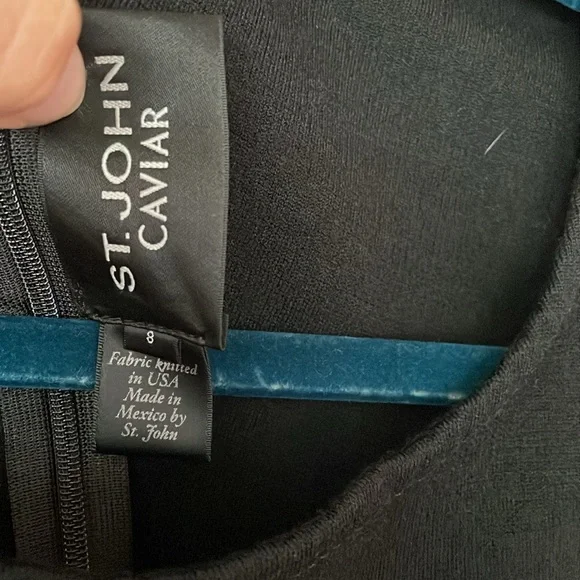 ST. JOHN
CAVIAR
8
Fabric knitted
in USA
Made in
Mexico by
St. John